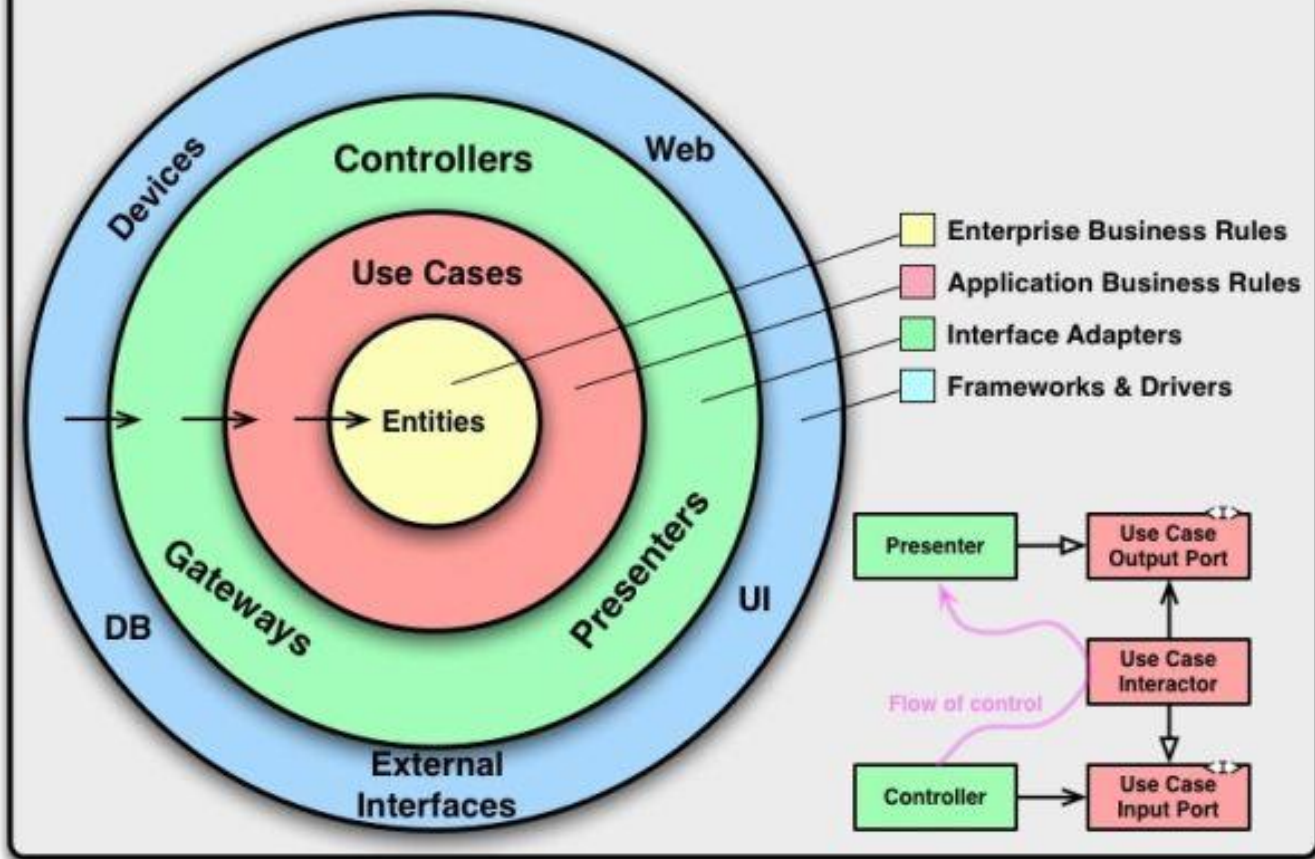 Devices
Web
Controllers
Use Cases
Entities
Gateways
Presenters
DB
UI
External
Interfaces
Enterprise Business Rules
Application Business Rules
Interface Adapters
Frameworks & Drivers
Presenter
<I>
Use Case
Output Port
Flow of control
Use Case
Interactor
Controller
<I>
Use Case
Input Port